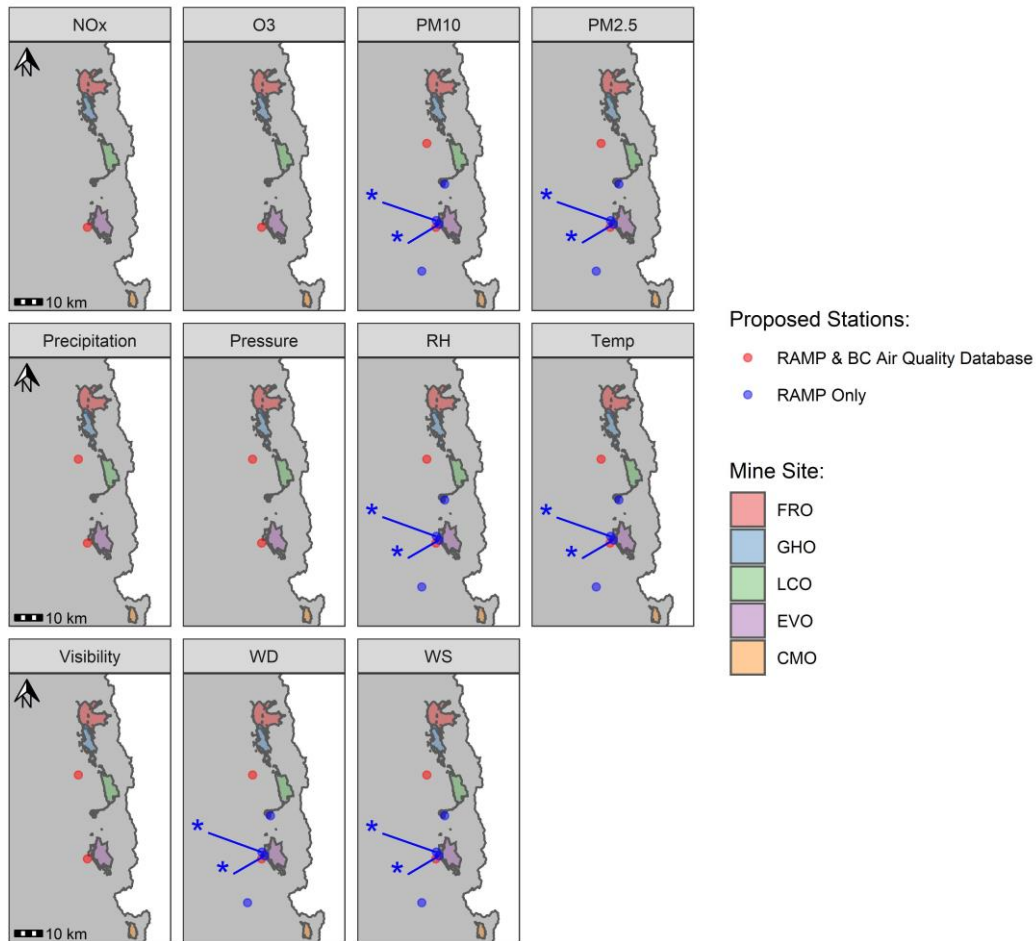 NOx O3 PM10 PM2.5
N
*
*
*
*
10 km
Proposed Stations:
RAMP & BC Air Quality Database
RAMP Only
Precipitation Pressure RH Temp
N
*
*
*
*
10 km
Mine Site:
FRO
GHO
LCO
EVO
CMO
Visibility WD WS
N
*
*
*
*
10 km